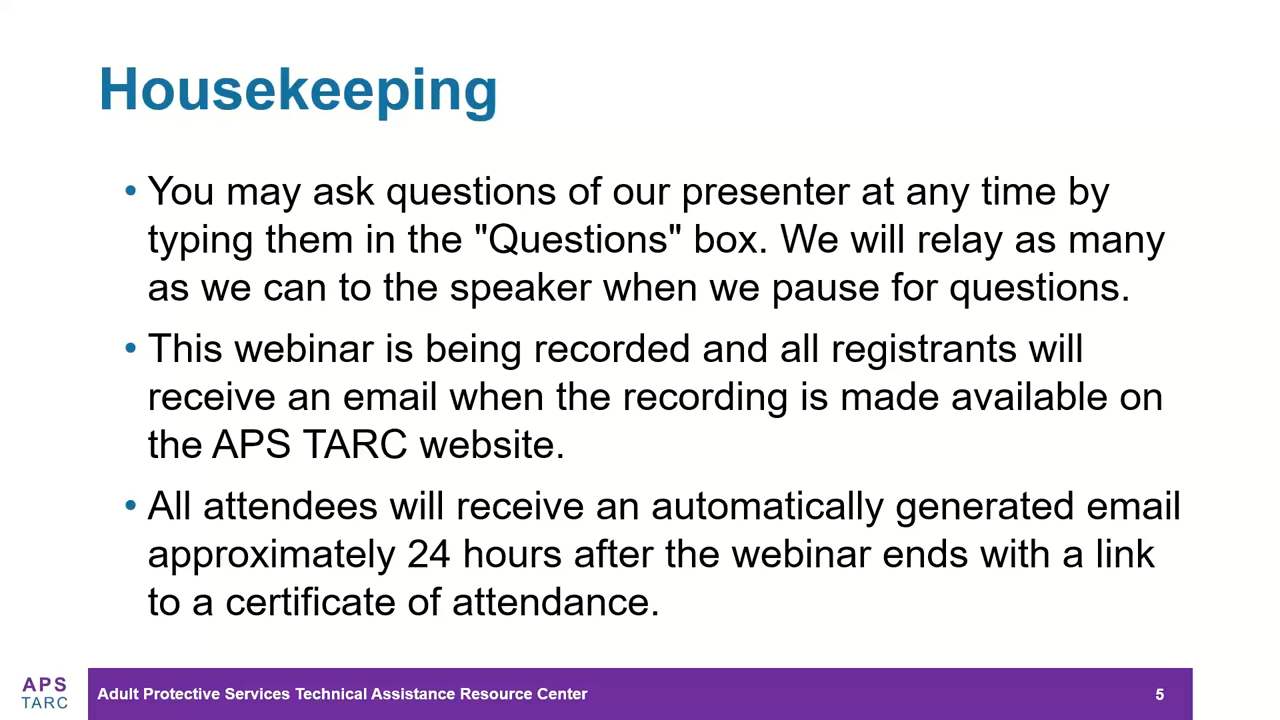 Housekeeping
• You may ask questions of our presenter at any time by
typing them in the "Questions" box. We will relay as many
as we can to the speaker when we pause for questions.
• This webinar is being recorded and all registrants will
receive an email when the recording is made available on
the APS TARC website.
• All attendees will receive an automatically generated email
approximately 24 hours after the webinar ends with a link
to a certificate of attendance.
APS
TARC
Adult Protective Services Technical Assistance Resource Center
5